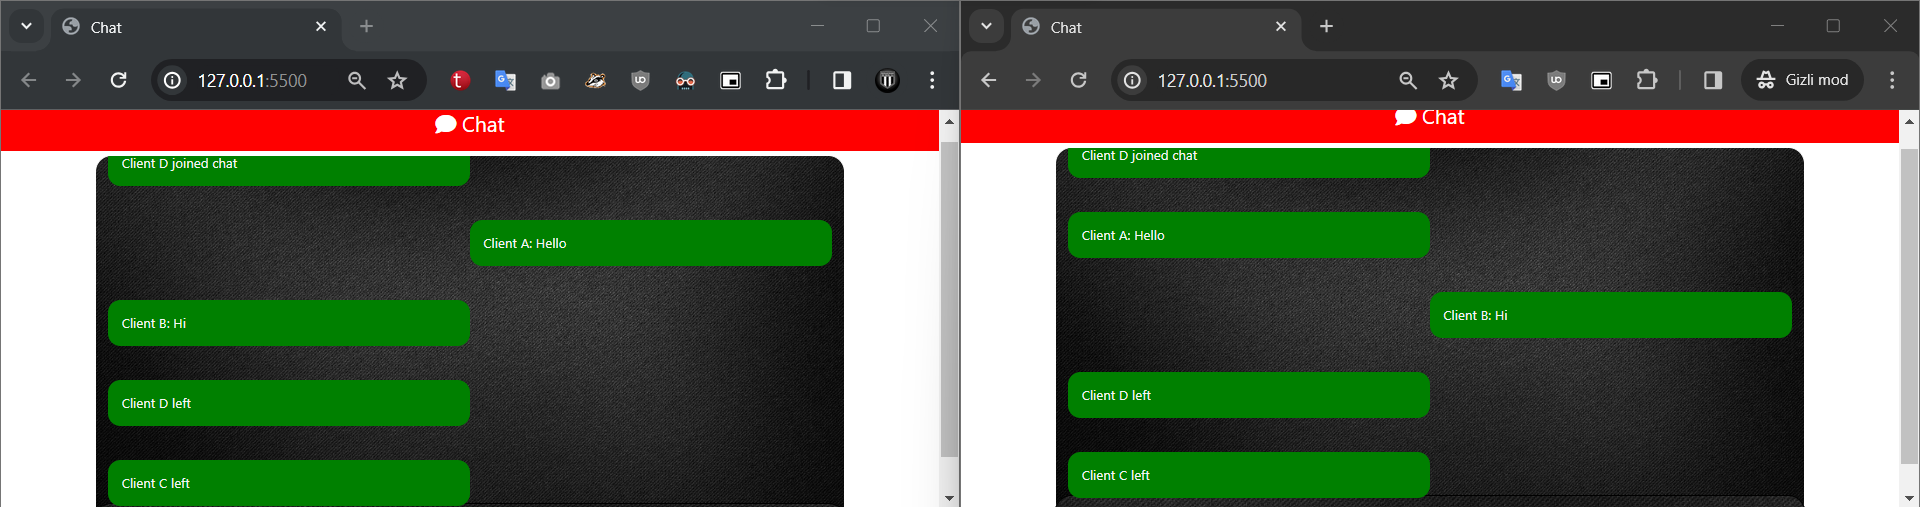 Chat
127.0.0.1:5500
Chat
Client D joined chat
Client A: Hello
Client B: Hi
Client D left
Client C left
Chat
127.0.0.1:5500
Gizli mod
Chat
Client D joined chat
Client A: Hello
Client B: Hi
Client D left
Client C left